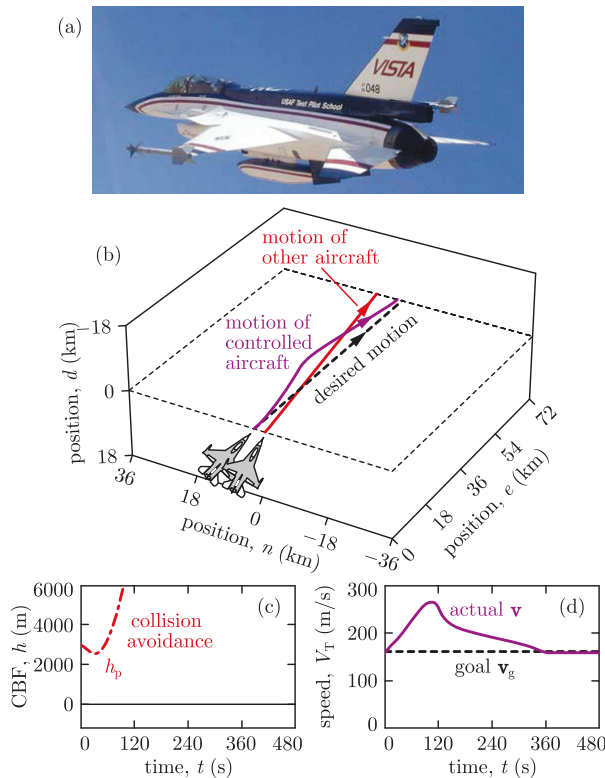 (a)
VISTA
048
USAF Test Pilot School
(b)
motion of
other aircraft
motion of
controlled
aircraft
desired motion
position, d (km)
-18
0
18
36
18
0
-18
-36
position, n (km)
0
18
36
54
72
position, e (km)
(c)
CBF, h (m)
6000
4000
2000
0
collision
avoidance
hp
0 120 240 360 480
time, t (s)
(d)
speed, VT (m/s)
300
200
100
0
actual v
goal vg
0 120 240 360 480
time, t (s)